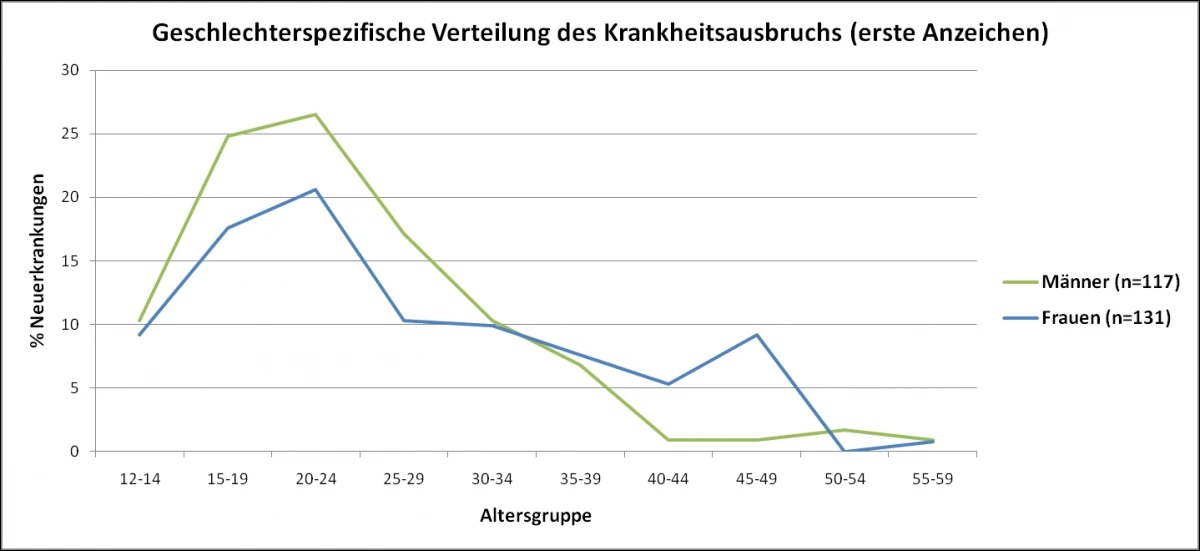 Geschlechterspezifische Verteilung des Krankheitsausbruchs (erste Anzeichen)
% Neuerkrankungen
30
25
20
15
10
5
0
12-14 15-19 20-24 25-29 30-34 35-39 40-44 45-49 50-54 55-59
Altersgruppe
Männer (n=117)
Frauen (n=131)